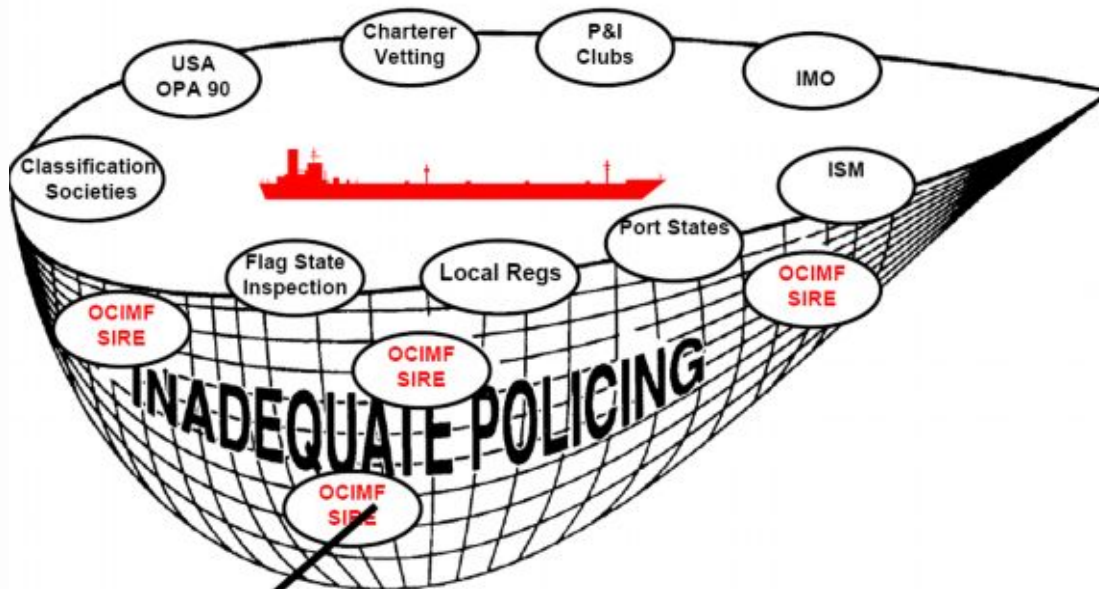 Charterer
Vetting
P&I
Clubs
USA
OPA 90
IMO
Classification
Societies
ISM
Port States
Flag State
Inspection
Local Regs
OCIMF
SIRE
OCIMF
SIRE
OCIMF
SIRE
INADEQUATE POLICING
OCIMF
SIRE